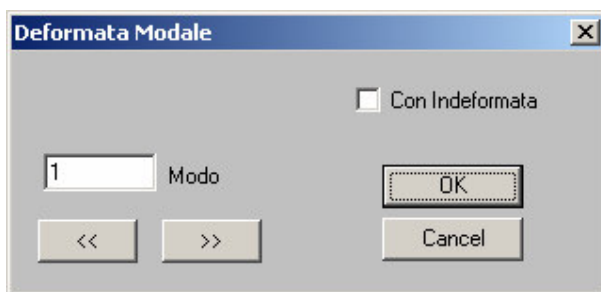 Deformata Modale
Con Indeformata
1 Modo
OK
<< >>
Cancel